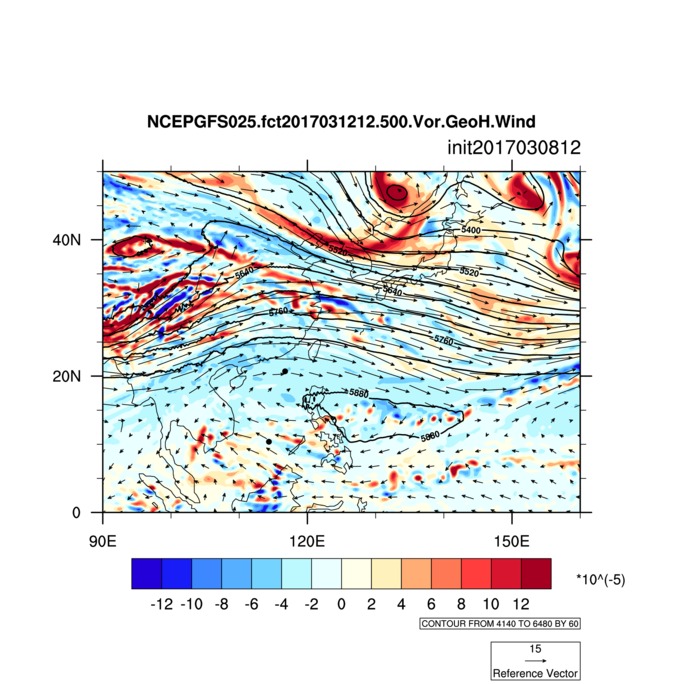 NCEPGFS025.fct2017031212.500.Vor.GeoH.Wind
init2017030812
40N
20N
0
5400
5520
5520
5640
5640
5760
5760
5880
5880
90E
120E
150E
-12 -10 -8 -6 -4 -2 0 2 4 6 8 10 12
*10^(-5)
CONTOUR FROM 4140 TO 6480 BY 60
15
Reference Vector